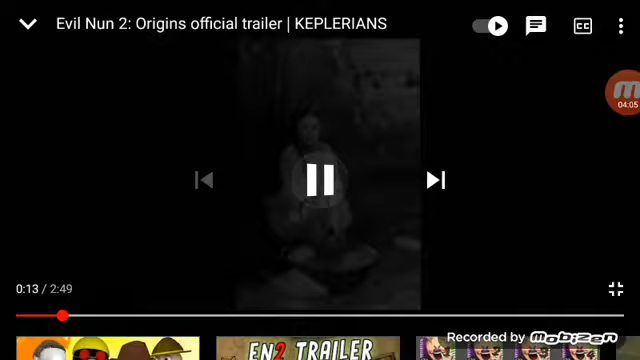 Evil Nun 2: Origins official trailer | KEPLERIANS
CC
04:05
0:13 / 2:49
Recorded by Mobizen
EN2 TRAILER